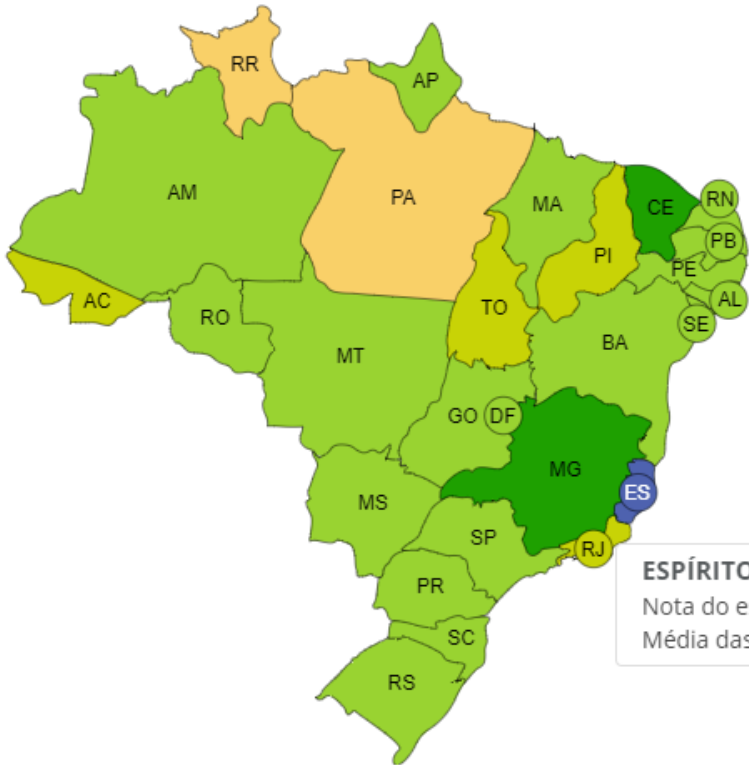 RR
AP
AM
PA
MA
CE
RN
PB
PI
PE
AC
TO
AL
RO
SE
MT
BA
GO
DF
MG
ES
MS
SP
RJ
PR
SC
RS
ESPÍRITO
Nota do e
Média das